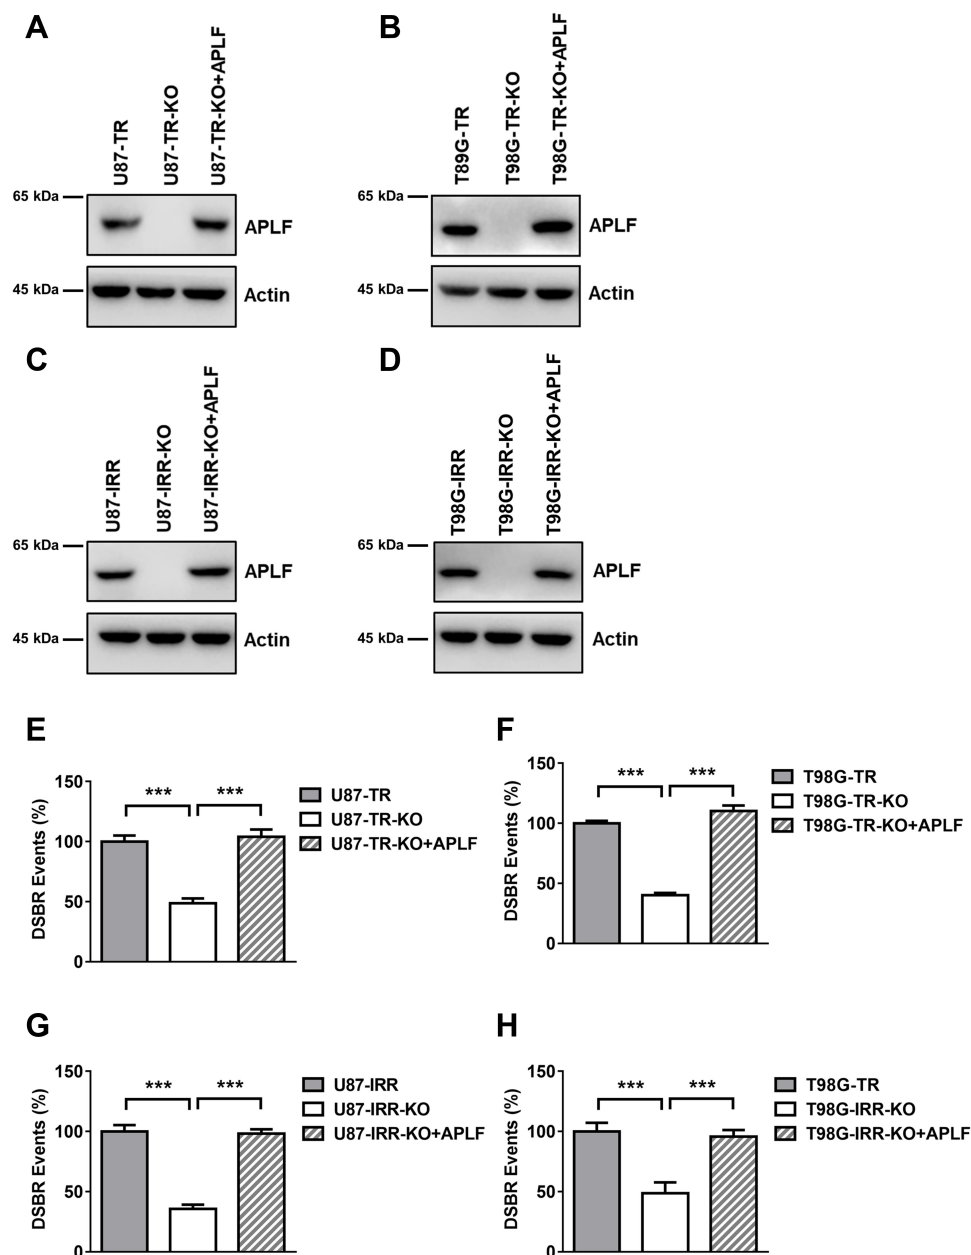 A
U87-TR
U87-TR-KO
U87-TR-KO+APLF
65 kDa
APLF
45 kDa
Actin
B
T89G-TR
T98G-TR-KO
T98G-TR-KO+APLF
65 kDa
APLF
45 kDa
Actin
C
U87-IRR
U87-IRR-KO
U87-IRR-KO+APLF
65 kDa
APLF
45 kDa
Actin
D
T98G-IRR
T98G-IRR-KO
T98G-IRR-KO+APLF
65 kDa
APLF
45 kDa
Actin
E
DSBR Events (%)
150
100
50
0
***
***
U87-TR
U87-TR-KO
U87-TR-KO+APLF
F
DSBR Events (%)
150
100
50
0
***
***
T98G-TR
T98G-TR-KO
T98G-TR-KO+APLF
G
DSBR Events (%)
150
100
50
0
***
***
U87-IRR
U87-IRR-KO
U87-IRR-KO+APLF
H
DSBR Events (%)
150
100
50
0
***
***
T98G-TR
T98G-IRR-KO
T98G-IRR-KO+APLF